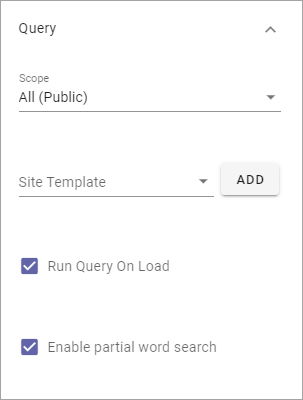 Query
Scope
All (Public)
Site Template
ADD
Run Query On Load
Enable partial word search